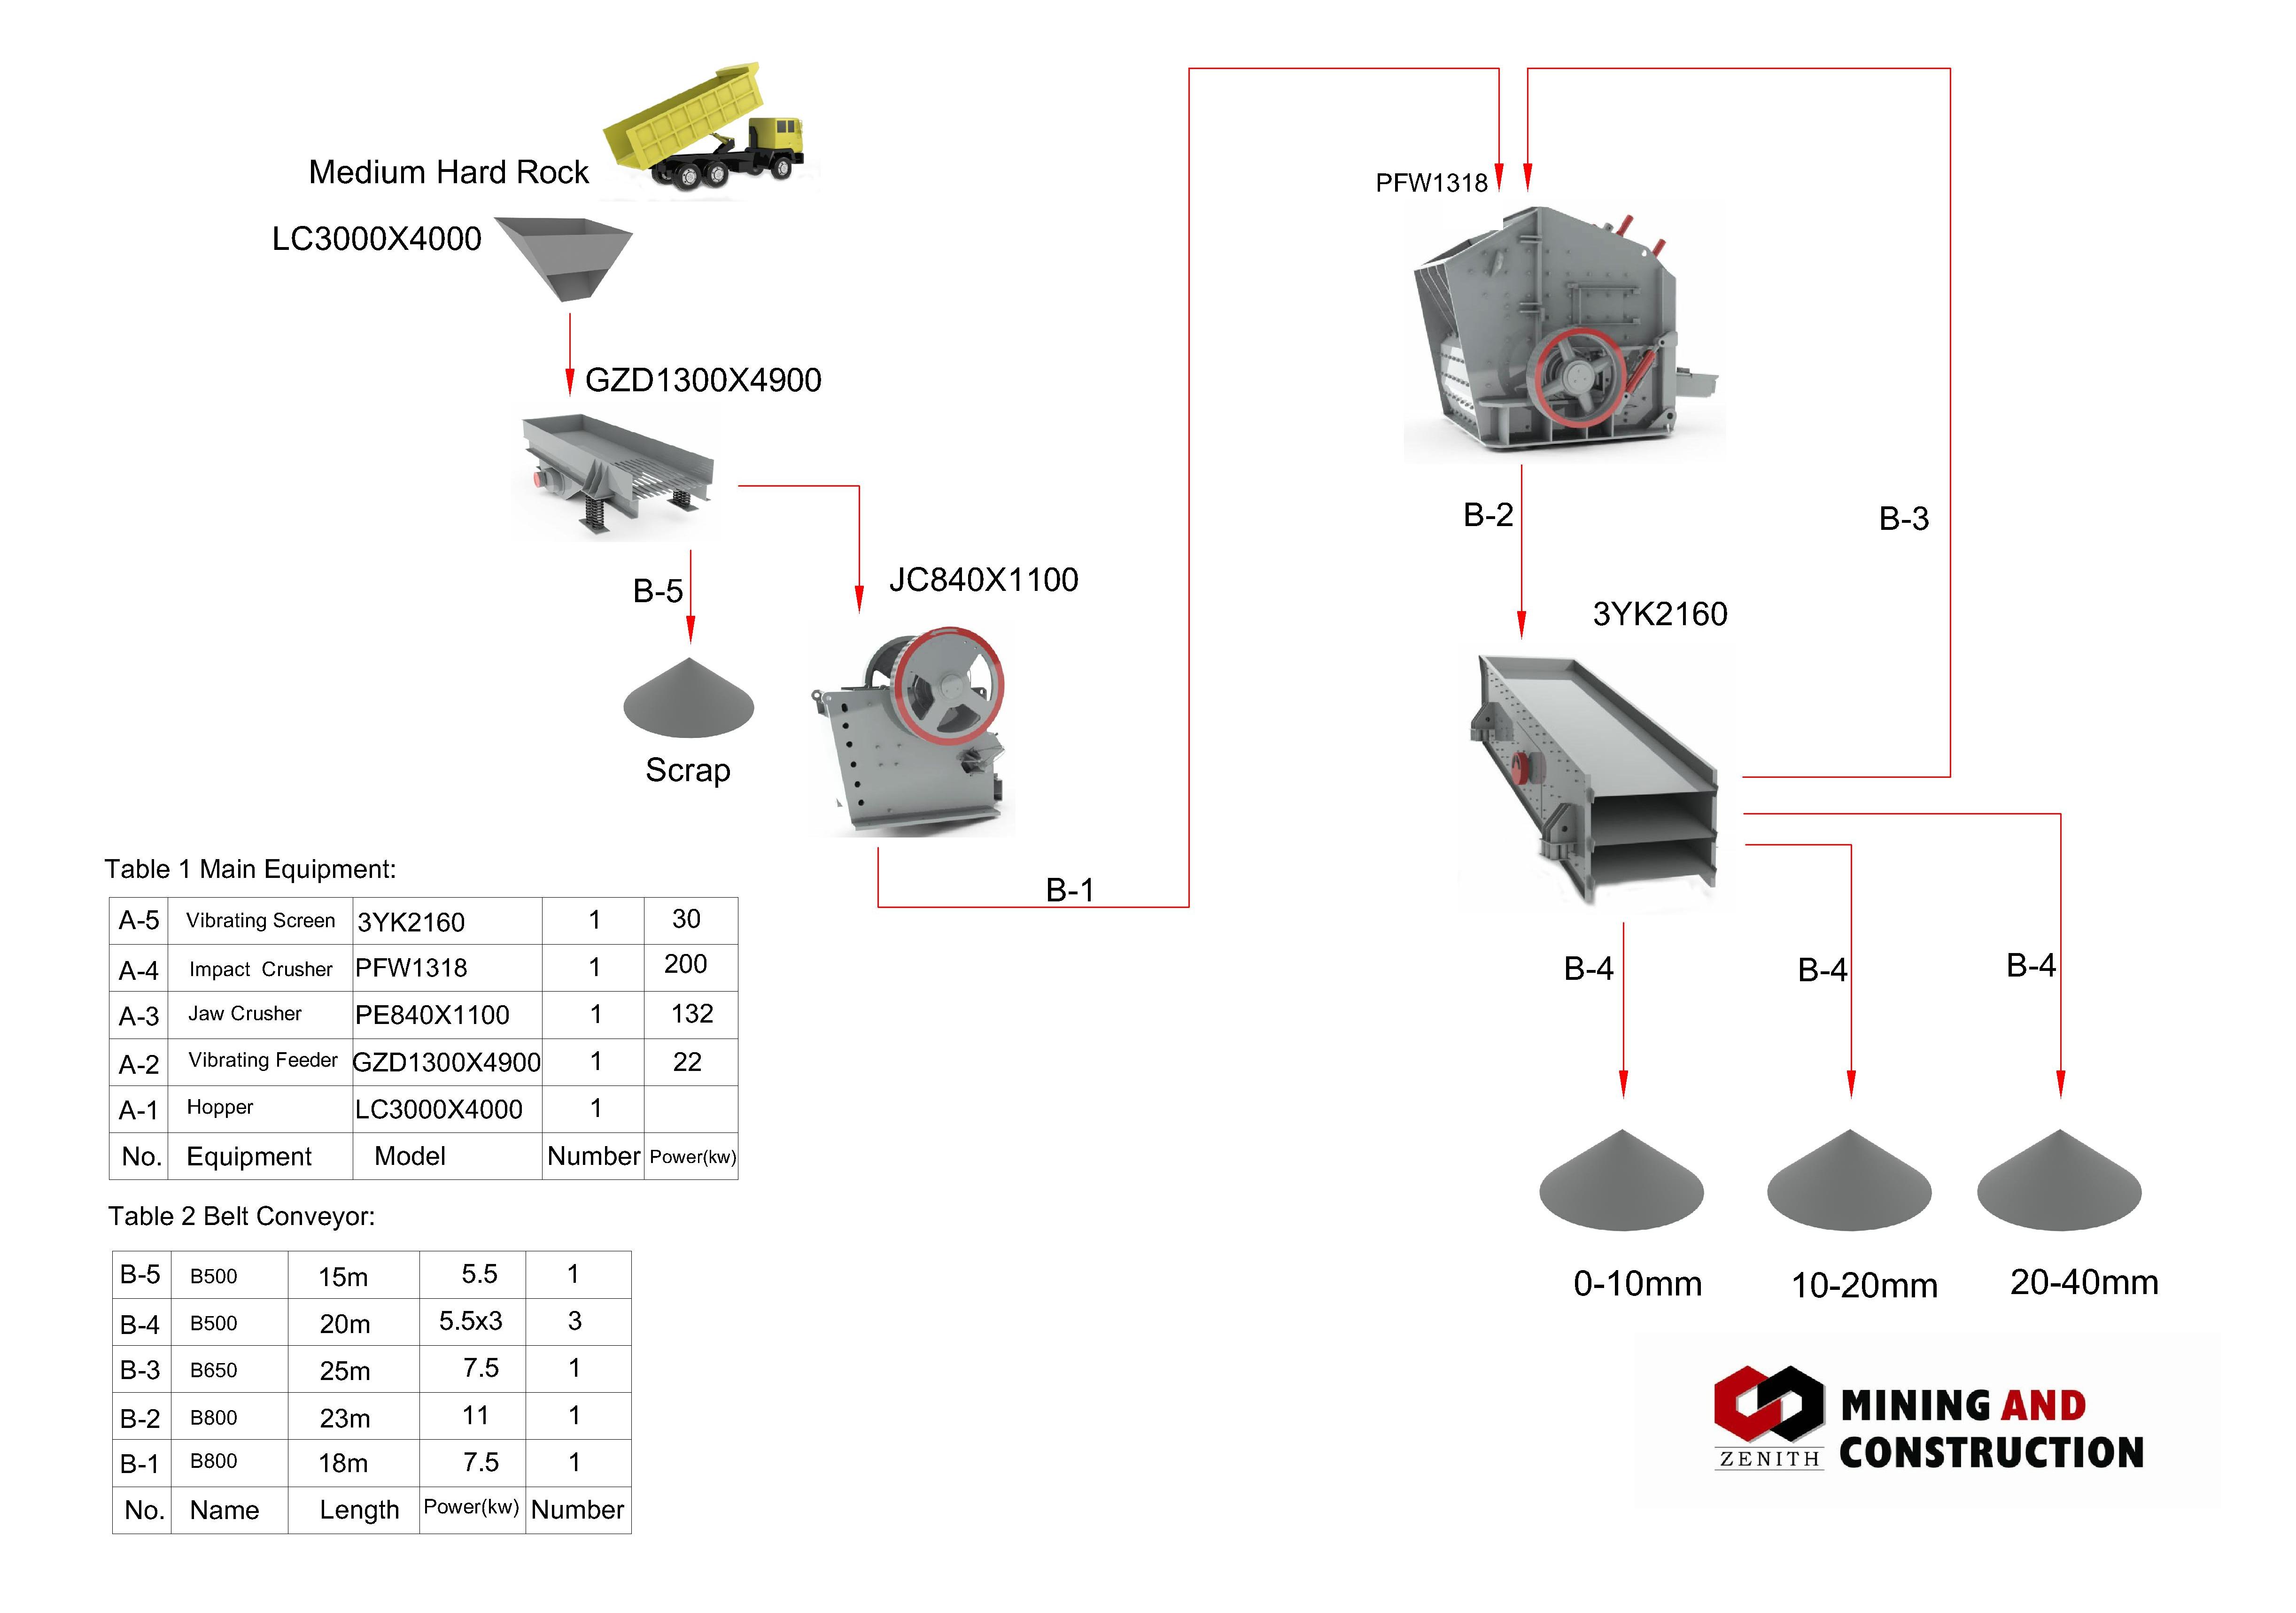 Medium Hard Rock
LC3000X4000
GZD1300X4900
B-5
Scrap
JC840X1100
B-1
PFW1318
B-2
B-3
3YK2160
B-4
B-4
B-4
0-10mm
10-20mm
20-40mm
Table 1 Main Equipment:
A-5 Vibrating Screen 3YK2160 1 30
A-4 Impact Crusher PFW1318 1 200
A-3 Jaw Crusher PE840X1100 1 132
A-2 Vibrating Feeder GZD1300X4900 1 22
A-1 Hopper LC3000X4000 1
No. Equipment Model Number Power(kw)
Table 2 Belt Conveyor:
B-5 B500 15m 5.5 1
B-4 B500 20m 5.5x3 3
B-3 B650 25m 7.5 1
B-2 B800 23m 11 1
B-1 B800 18m 7.5 1
No. Name Length Power(kw) Number
ZENITH
MINING AND
CONSTRUCTION